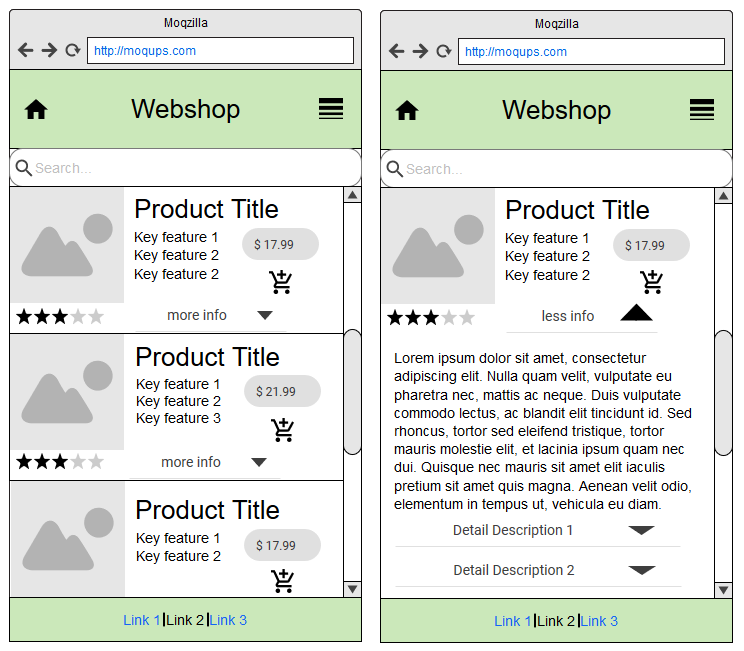 Moqzilla
http://moqups.com
Webshop
Search...
Product Title
Key feature 1
Key feature 2
Key feature 2
$ 17.99
more info
Product Title
Key feature 1
Key feature 2
Key feature 3
$ 21.99
more info
Product Title
Key feature 1
Key feature 2
$ 17.99
Link 1 Link 2 Link 3
Moqzilla
http://moqups.com
Webshop
Search...
Product Title
Key feature 1
Key feature 2
Key feature 2
$ 17.99
less info
Lorem ipsum dolor sit amet, consectetur
adipiscing elit. Nulla quam velit, vulputate eu
pharetra nec, mattis ac neque. Duis vulputate
commodo lectus, ac blandit elit tincidunt id. Sed
rhoncus, tortor sed eleifend tristique, tortor
mauris molestie elit, et lacinia ipsum quam nec
dui. Quisque nec mauris sit amet elit iaculis
pretium sit amet quis magna. Aenean velit odio,
elementum in tempus ut, vehicula eu diam.
Detail Description 1
Detail Description 2
Link 1 Link 2 Link 3